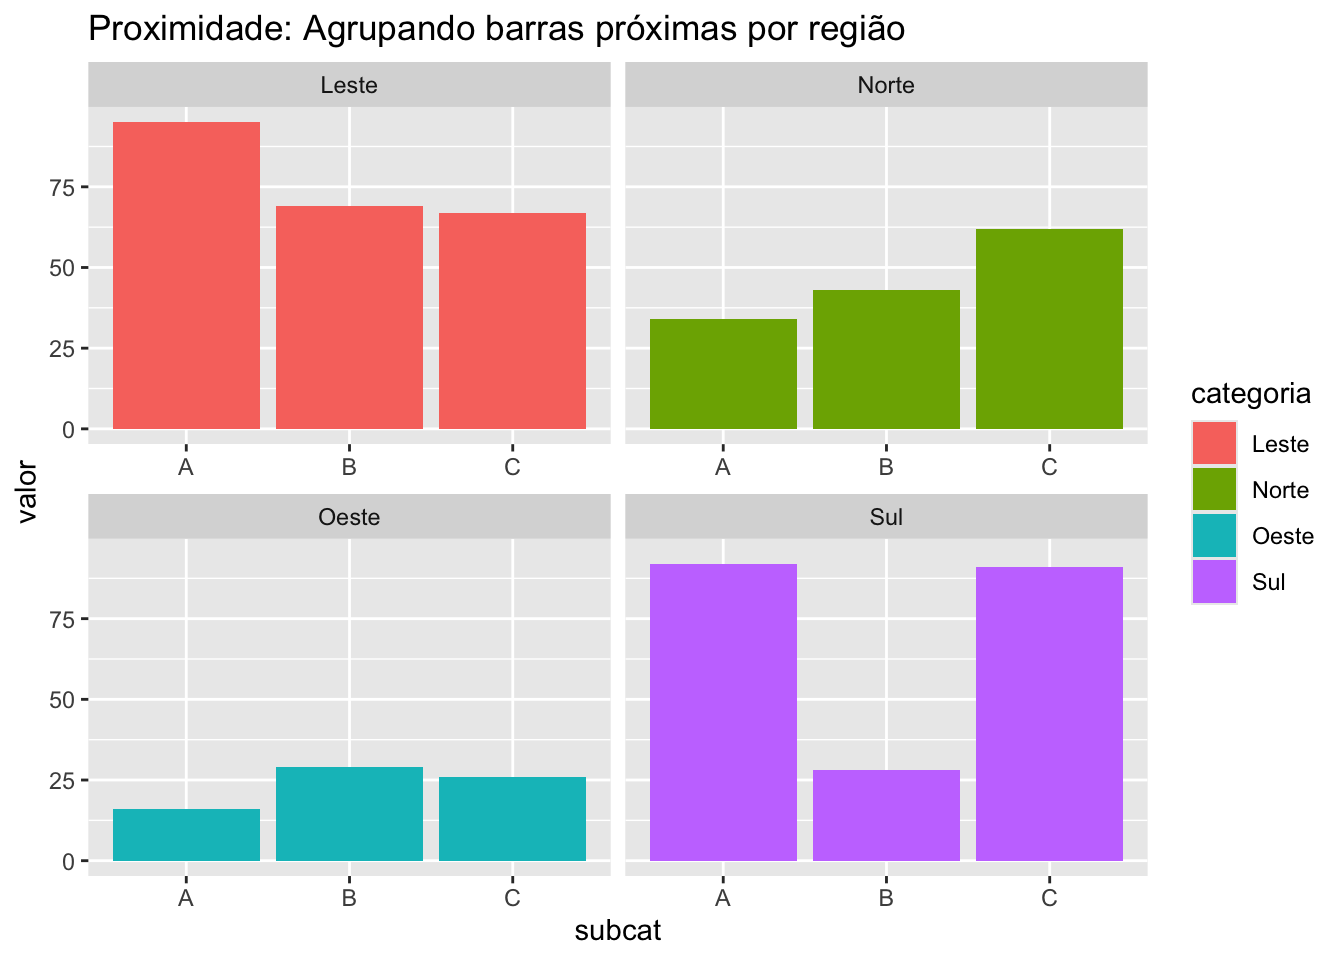 Proximidade: Agrupando barras próximas por região
Leste
Norte
75
50
25
0
A B C
A B C
valor
Oeste
Sul
75
50
25
0
A B C
A B C
subcat
categoria
Leste
Norte
Oeste
Sul